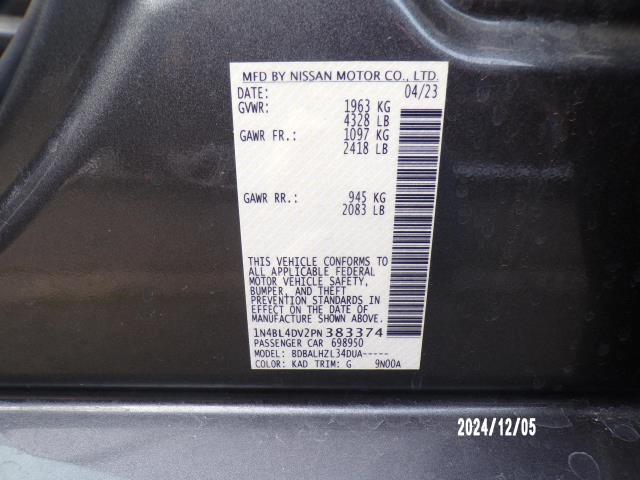 MFD BY NISSAN MOTOR CO., LTD.
DATE: 04/23
GVWR: 1963 KG
4328 LB
GAWR FR.: 1097 KG
2418 LB
GAWR RR.: 945 KG
2083 LB
THIS VEHICLE CONFORMS TO
ALL APPLICABLE FEDERAL
MOTOR VEHICLE SAFETY,
BUMPER, AND THEFT
PREVENTION STANDARDS IN EFFECT
ON THE DATE OF MANUFACTURE
SHOWN ABOVE.
1N4BL4DV2PN383374
PASSENGER CAR 698950
MODEL: BDBALHZL34DUA-----
COLOR: KAD TRIM: G 9N00A
2024/12/05